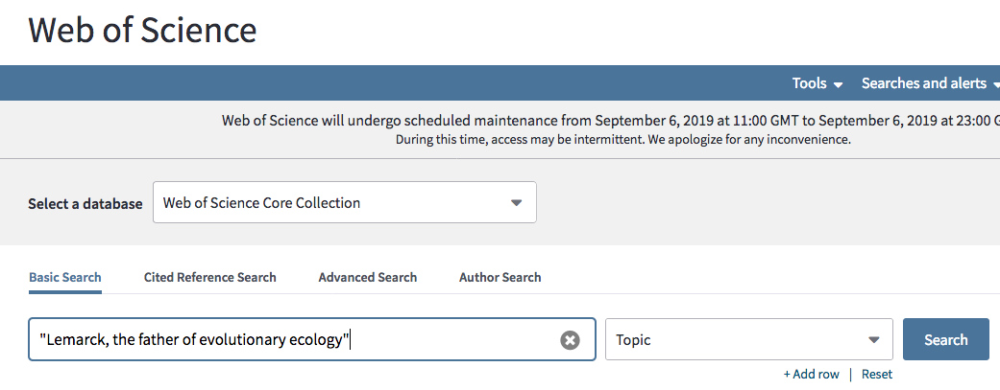 Web of Science
Tools Searches and alerts
Web of Science will undergo scheduled maintenance from September 6, 2019 at 11:00 GMT to September 6, 2019 at 23:00 G
During this time, access may be intermittent. We apologize for any inconvenience.
Select a database Web of Science Core Collection
Basic Search Cited Reference Search Advanced Search Author Search
"Lemarck, the father of evolutionary ecology" Topic Search
+ Add row | Reset